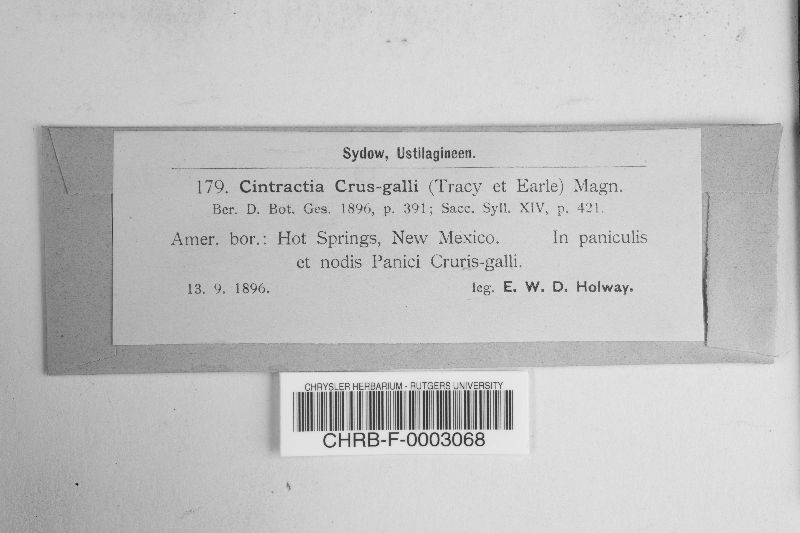 Sydow, Ustilagineen.
179. Cintractia Crus-galli (Tracy et Earle) Magn.
Ber. D. Bot. Ges. 1896, p. 391; Sacc. Syll. XIV, p. 421.
Amer. bor.: Hot Springs, New Mexico. In paniculis
et nodis Panici Cruris-galli.
13. 9. 1896. leg. E. W. D. Holway.
CHRYSLER HERBARIUM - RUTGERS UNIVERSITY
CHRB-F-0003068